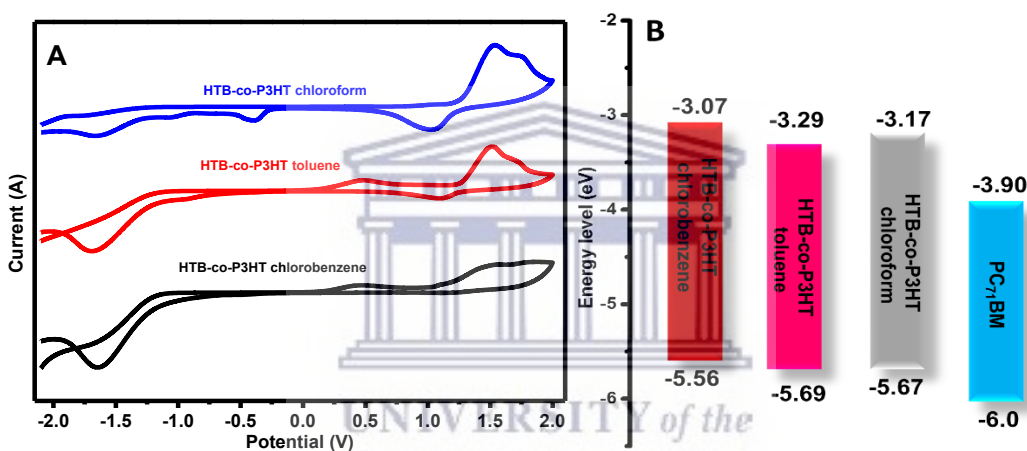 A
HTB-co-P3HT chloroform
HTB-co-P3HT toluene
HTB-co-P3HT chlorobenzene
Current (A)
-2.0 -1.5 -1.0 -0.5 0.0 0.5 1.0 1.5 2.0
Potential (V)
B
-2
-3
-4
-5
-6
Energy level (eV)
-3.07
HTB-co-P3HT
chlorobenzene
-5.56
-3.29
HTB-co-P3HT
toluene
-5.69
-3.17
HTB-co-P3HT
chloroform
-5.67
-3.90
PC₇₁BM
-6.0
UNIVERSITY of the